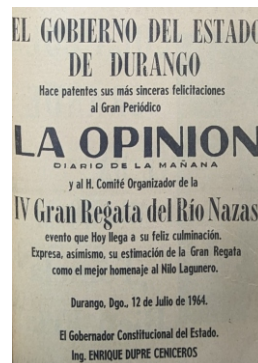 EL GOBIERNO DEL ESTADO
DE DURANGO
Hace patentes sus más sinceras felicitaciones
al Gran Periódico
LA OPINION
DIARIO DE LA MAÑANA
y al H. Comité Organizador de la
IV Gran Regata del Río Nazas
evento que Hoy llega a su feliz culminación.
Expresa, asimismo, su estimación de la Gran Regata
como el mejor homenaje al Nilo Lagunero.
Durango, Dgo., 12 de Julio de 1964.
El Gobernador Constitucional del Estado.
Ing. ENRIQUE DUPRE CENICEROS